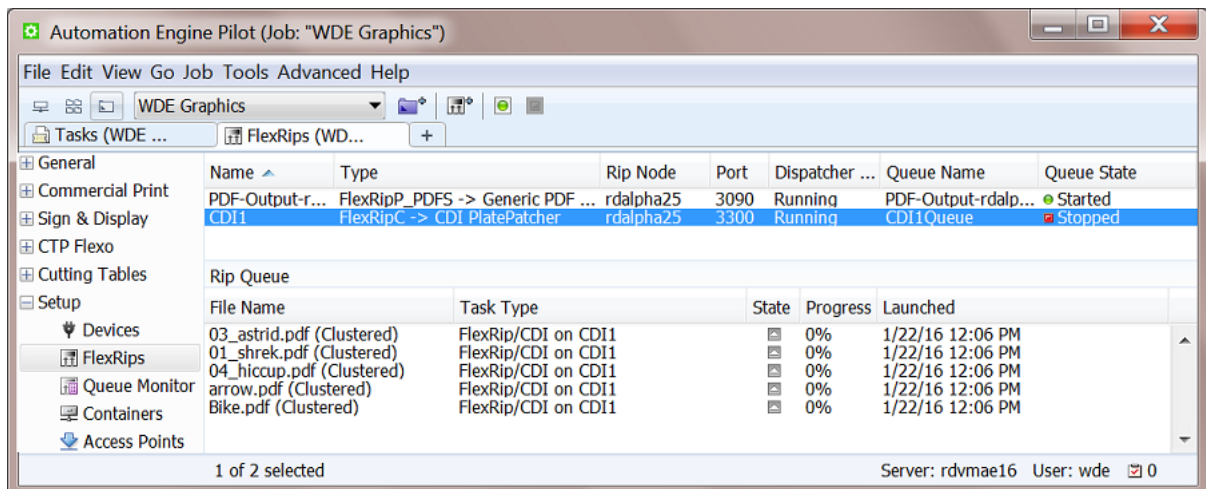 Automation Engine Pilot (Job: "WDE Graphics")
File Edit View Go Job Tools Advanced Help
WDE Graphics
Tasks (WDE ... FlexRips (WD... +
General
Commercial Print
Sign & Display
CTP Flexo
Cutting Tables
Setup
Devices
FlexRips
Queue Monitor
Containers
Access Points
Name Type Rip Node Port Dispatcher ... Queue Name Queue State
PDF-Output-r... FlexRipP_PDFS -> Generic PDF ... rdalpha25 3090 Running PDF-Output-rdalp... Started
CDI1 FlexRipC -> CDI PlatePatcher rdalpha25 3300 Running CDI1Queue Stopped
Rip Queue
File Name Task Type State Progress Launched
03_astrid.pdf (Clustered) FlexRip/CDI on CDI1 0% 1/22/16 12:06 PM
01_shrek.pdf (Clustered) FlexRip/CDI on CDI1 0% 1/22/16 12:06 PM
04_hiccup.pdf (Clustered) FlexRip/CDI on CDI1 0% 1/22/16 12:06 PM
arrow.pdf (Clustered) FlexRip/CDI on CDI1 0% 1/22/16 12:06 PM
Bike.pdf (Clustered) FlexRip/CDI on CDI1 0% 1/22/16 12:06 PM
1 of 2 selected Server: rdvmae16 User: wde 0